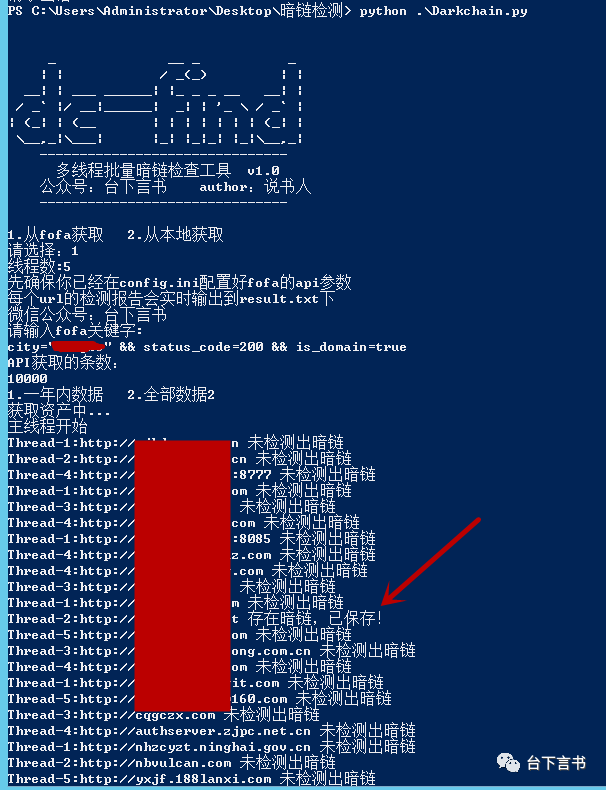 PS C:\Users\Administrator\Desktop\暗链检测> python .\Darkchain.py
多线程批量暗链检查工具 v1.0
公众号：台下言书 author：说书人
1.从fofa获取 2.从本地获取
请选择：1
线程数:5
先确保你已经在config.ini配置好fofa的api参数
每个url的检测报告会实时输出到result.txt下
微信公众号：台下言书
请输入fofa关键字:
city=" " && status_code=200 && is_domain=true
API获取的条数:
10000
1.一年内数据 2.全部数据2
获取资产中...
主线程开始
Thread-1:http:// n 未检测出暗链
Thread-2:http:// cn 未检测出暗链
Thread-4:http:// :8777 未检测出暗链
Thread-1:http:// om 未检测出暗链
Thread-3:http:// 未检测出暗链
Thread-4:http:// com 未检测出暗链
Thread-1:http:// :8085 未检测出暗链
Thread-4:http:// z.com 未检测出暗链
Thread-4:http:// .com 未检测出暗链
Thread-3:http:// 未检测出暗链
Thread-1:http:// m 未检测出暗链
Thread-2:http:// t 存在暗链，已保存!
Thread-5:http:// om 未检测出暗链
Thread-3:http:// ong.com.cn 未检测出暗链
Thread-4:http:// om 未检测出暗链
Thread-1:http:// it.com 未检测出暗链
Thread-5:http:// 160.com 未检测出暗链
Thread-3:http://cqgczx.com 未检测出暗链
Thread-4:http://authserver.zjpc.net.cn 未检测出暗链
Thread-1:http://nhzcyzt.ninghai.gov.cn 未检测出暗链
Thread-2:http://nbvulcan.com 未检测出暗链
Thread-5:http://yxjf.188lanxi.com 未检测出暗链
台下言书